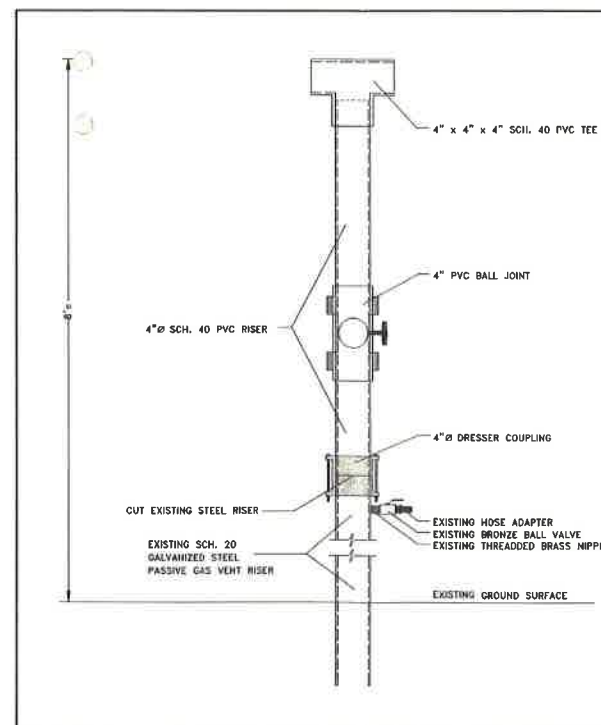 4" x 4" x 4" SCH. 40 PVC TEE
4" PVC BALL JOINT
4"Ø SCH. 40 PVC RISER
4"Ø DRESSER COUPLING
CUT EXISTING STEEL RISER
EXISTING HOSE ADAPTER
EXISTING BRONZE BALL VALVE
EXISTING THREADDED BRASS NIPP
EXISTING SCH. 20
GALVANIZED STEEL
PASSIVE GAS VENT RISER
EXISTING GROUND SURFACE